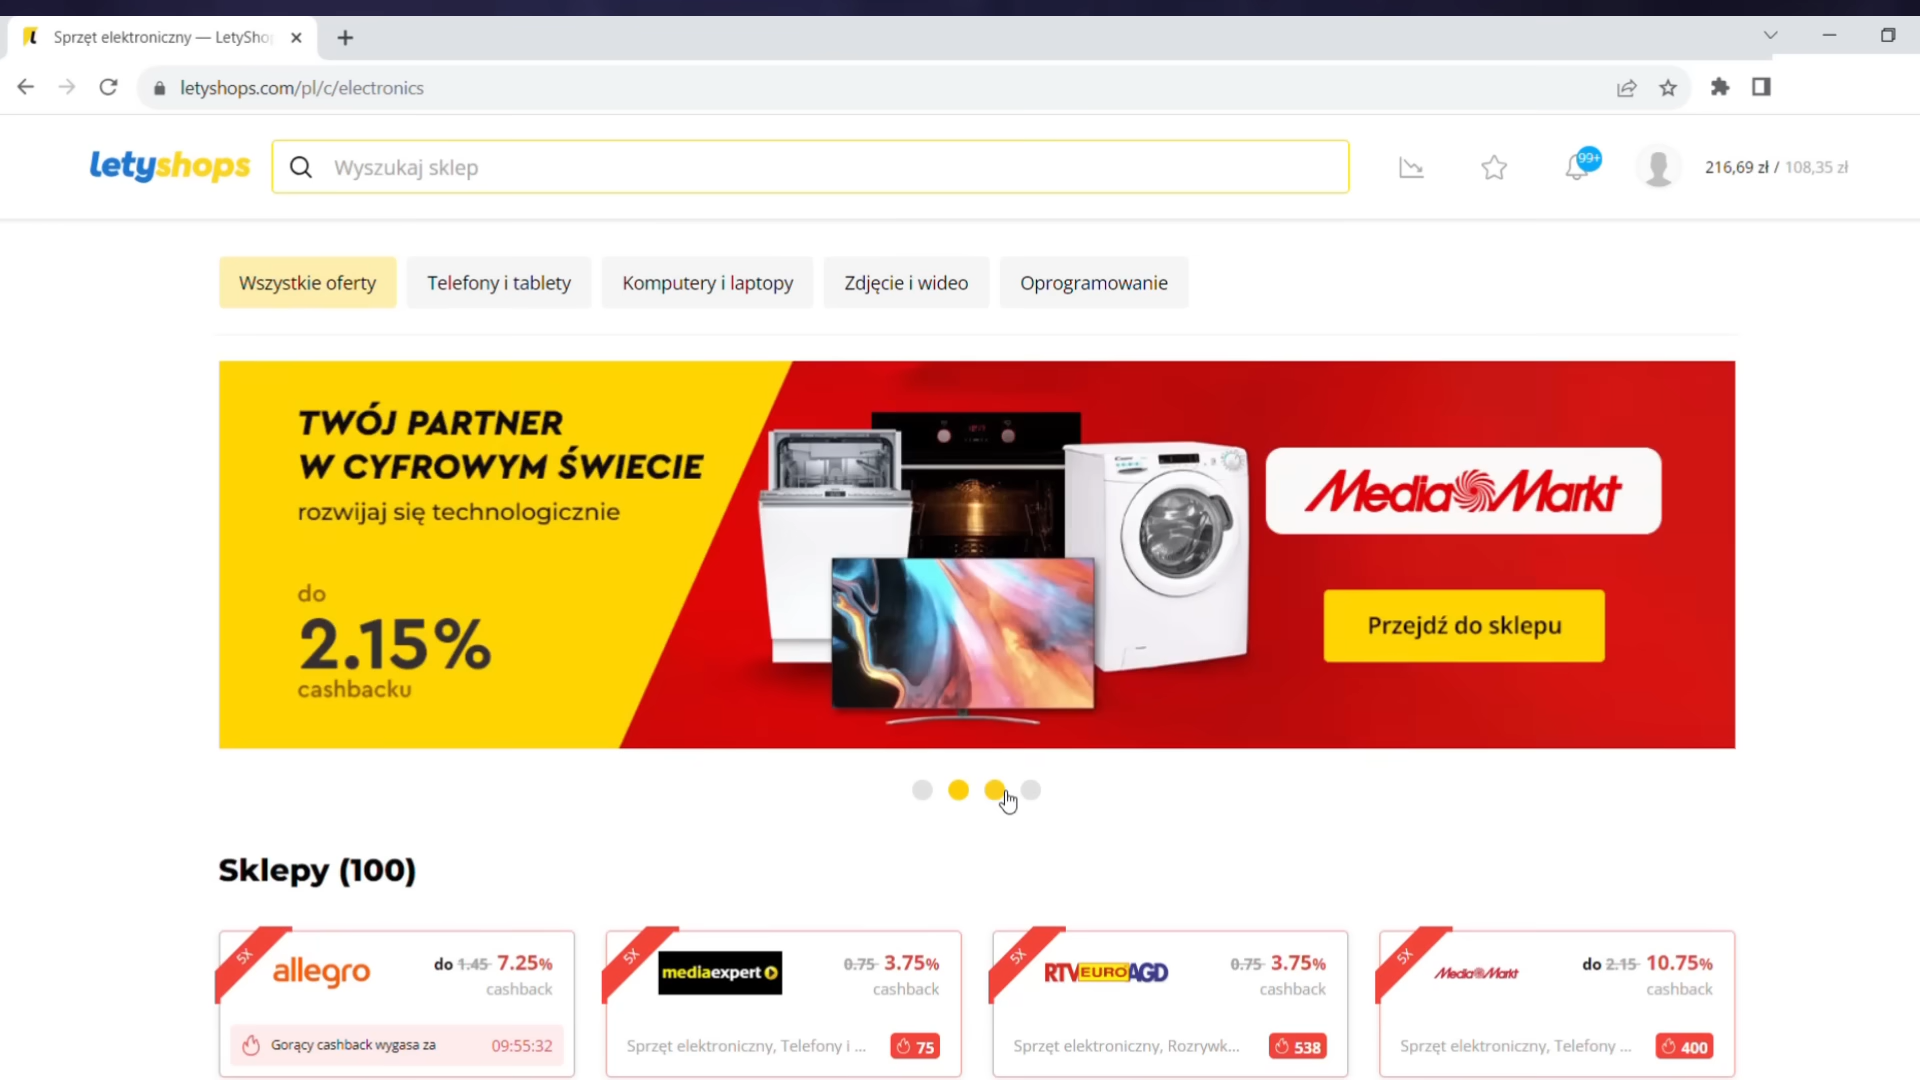 Sprzęt elektroniczny — LetySho
letyshops.com/pl/c/electronics
letyshops
Wyszukaj sklep
99+
216,69 zł / 108,35 zł
Wszystkie oferty
Telefony i tablety
Komputery i laptopy
Zdjęcie i wideo
Oprogramowanie
TWÓJ PARTNER
W CYFROWYM ŚWIECIE
rozwijaj się technologicznie
do
2.15%
cashbacku
MediaMarkt
Przejdź do sklepu
Sklepy (100)
5X
allegro
do 1.45 7.25%
cashback
Gorący cashback wygasa za
09:55:32
5X
mediaexpert
0.75 3.75%
cashback
Sprzęt elektroniczny, Telefony i ...
75
5X
RTV EURO AGD
0.75 3.75%
cashback
Sprzęt elektroniczny, Rozrywk...
538
5X
MediaMarkt
do 2.15 10.75%
cashback
Sprzęt elektroniczny, Telefony ...
400